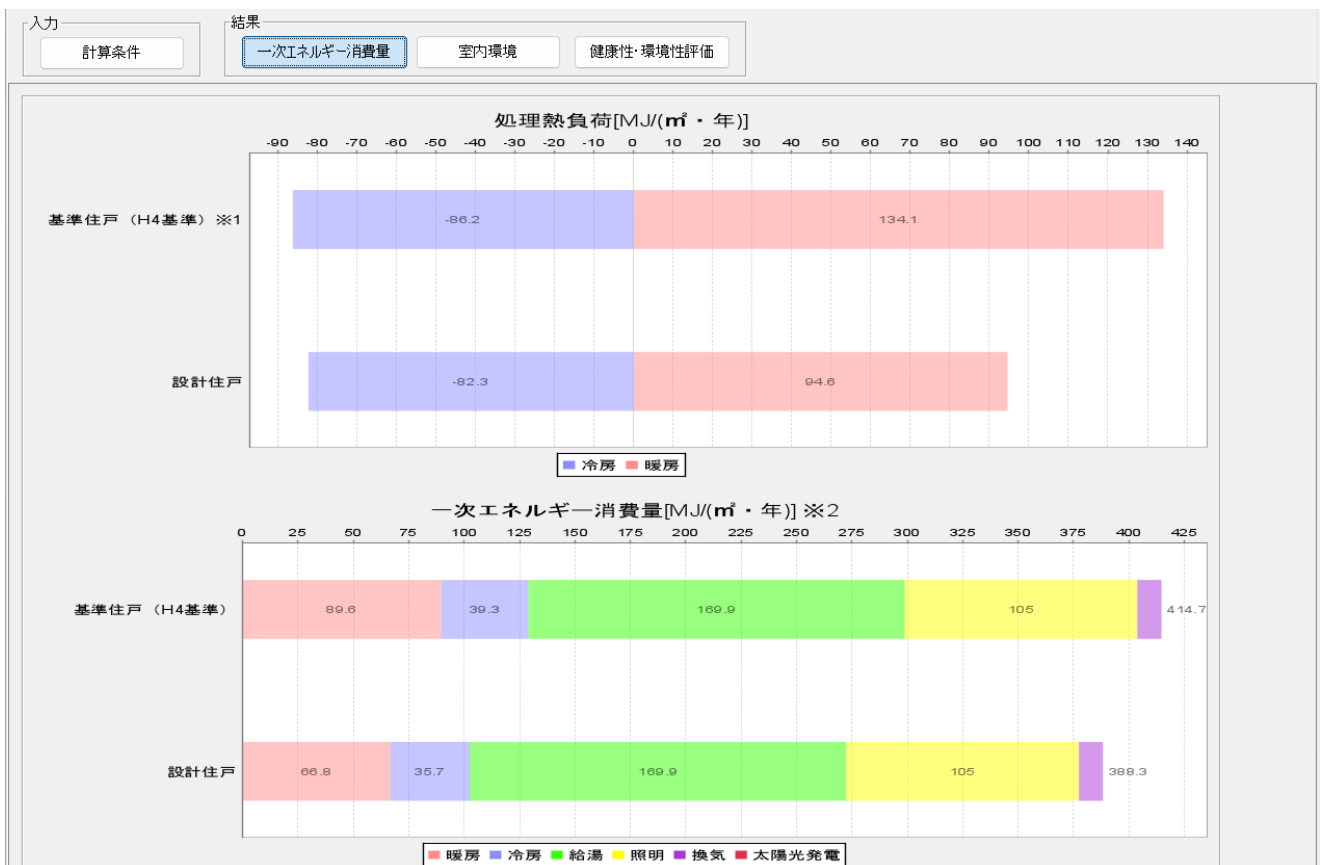 入力
結果
計算条件
一次エネルギー消費量
室内環境
健康性・環境性評価
処理熱負荷[MJ/(㎡・年)]
-90 -80 -70 -60 -50 -40 -30 -20 -10 0 10 20 30 40 50 60 70 80 90 100 110 120 130 140
基準住戸（H4基準）※1
-86.2
134.1
設計住戸
-82.3
94.6
冷房 暖房
一次エネルギー消費量[MJ/(㎡・年)]※2
0 25 50 75 100 125 150 175 200 225 250 275 300 325 350 375 400 425
基準住戸（H4基準）
89.6
39.3
169.9
105
414.7
設計住戸
66.8
35.7
169.9
105
388.3
暖房 冷房 給湯 照明 換気 太陽光発電